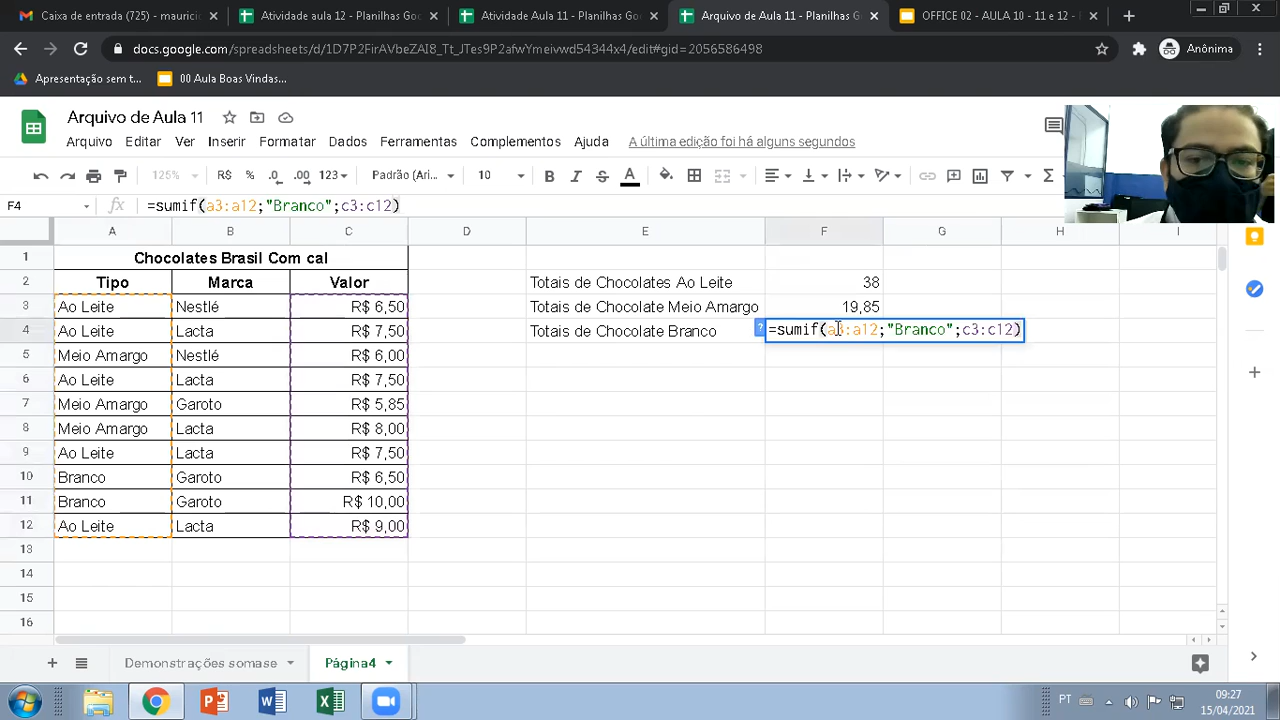 Caixa de entrada (725) - maurici
Atividade aula 12 - Planilhas Goo
Atividade Aula 11 - Planilhas Go
Arquivo de Aula 11 - Planilhas G
OFFICE 02 - AULA 10 - 11 e 12 -
docs.google.com/spreadsheets/d/1D7P2FirAVbeZAI8_Tt_JTes9P2afwYmeivwd54344x4/edit#gid=2056586498
Anônima
Apresentação sem t...
00 Aula Boas Vindas...
Arquivo de Aula 11
Arquivo Editar Ver Inserir Formatar Dados Ferramentas Complementos Ajuda A última edição foi há alguns segundos
125% R$ % .0 .00 123 Padrão (Ari... 10 B I S A Σ
F4 fx =sumif(a3:a12;"Branco";c3:c12)
A B C D E F G H I
1 Chocolates Brasil Com cal
2 Tipo Marca Valor Totais de Chocolates Ao Leite 38
3 Ao Leite Nestlé R$ 6,50 Totais de Chocolate Meio Amargo 19,85
4 Ao Leite Lacta R$ 7,50 Totais de Chocolate Branco ? =sumif(a3:a12;"Branco";c3:c12)
5 Meio Amargo Nestlé R$ 6,00
6 Ao Leite Lacta R$ 7,50
7 Meio Amargo Garoto R$ 5,85
8 Meio Amargo Lacta R$ 8,00
9 Ao Leite Lacta R$ 7,50
10 Branco Garoto R$ 6,50
11 Branco Garoto R$ 10,00
12 Ao Leite Lacta R$ 9,00
13
14
15
16
Demonstrações somase
Página4
PT
09:27
15/04/2021